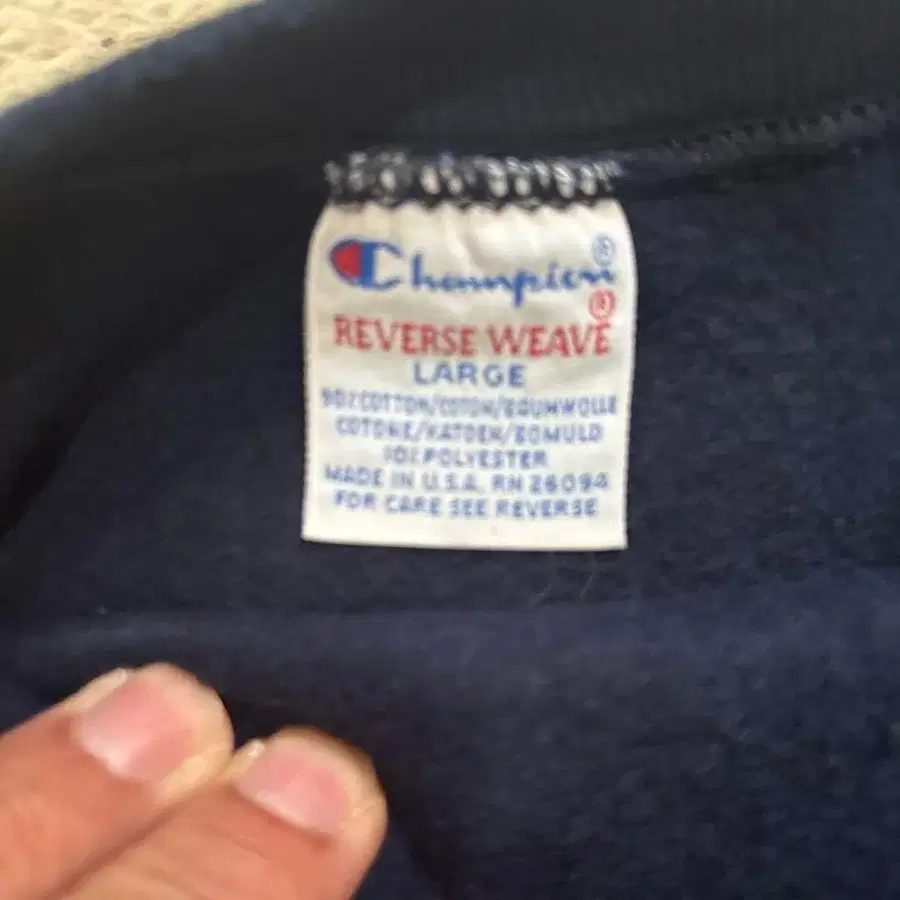 Champion®
REVERSE WEAVE®
LARGE
90% COTTON/COTON/BAUMWOLLE
COTONE/KATOEN/BOMULD
10% POLYESTER
MADE IN U.S.A. RN 26094
FOR CARE SEE REVERSE